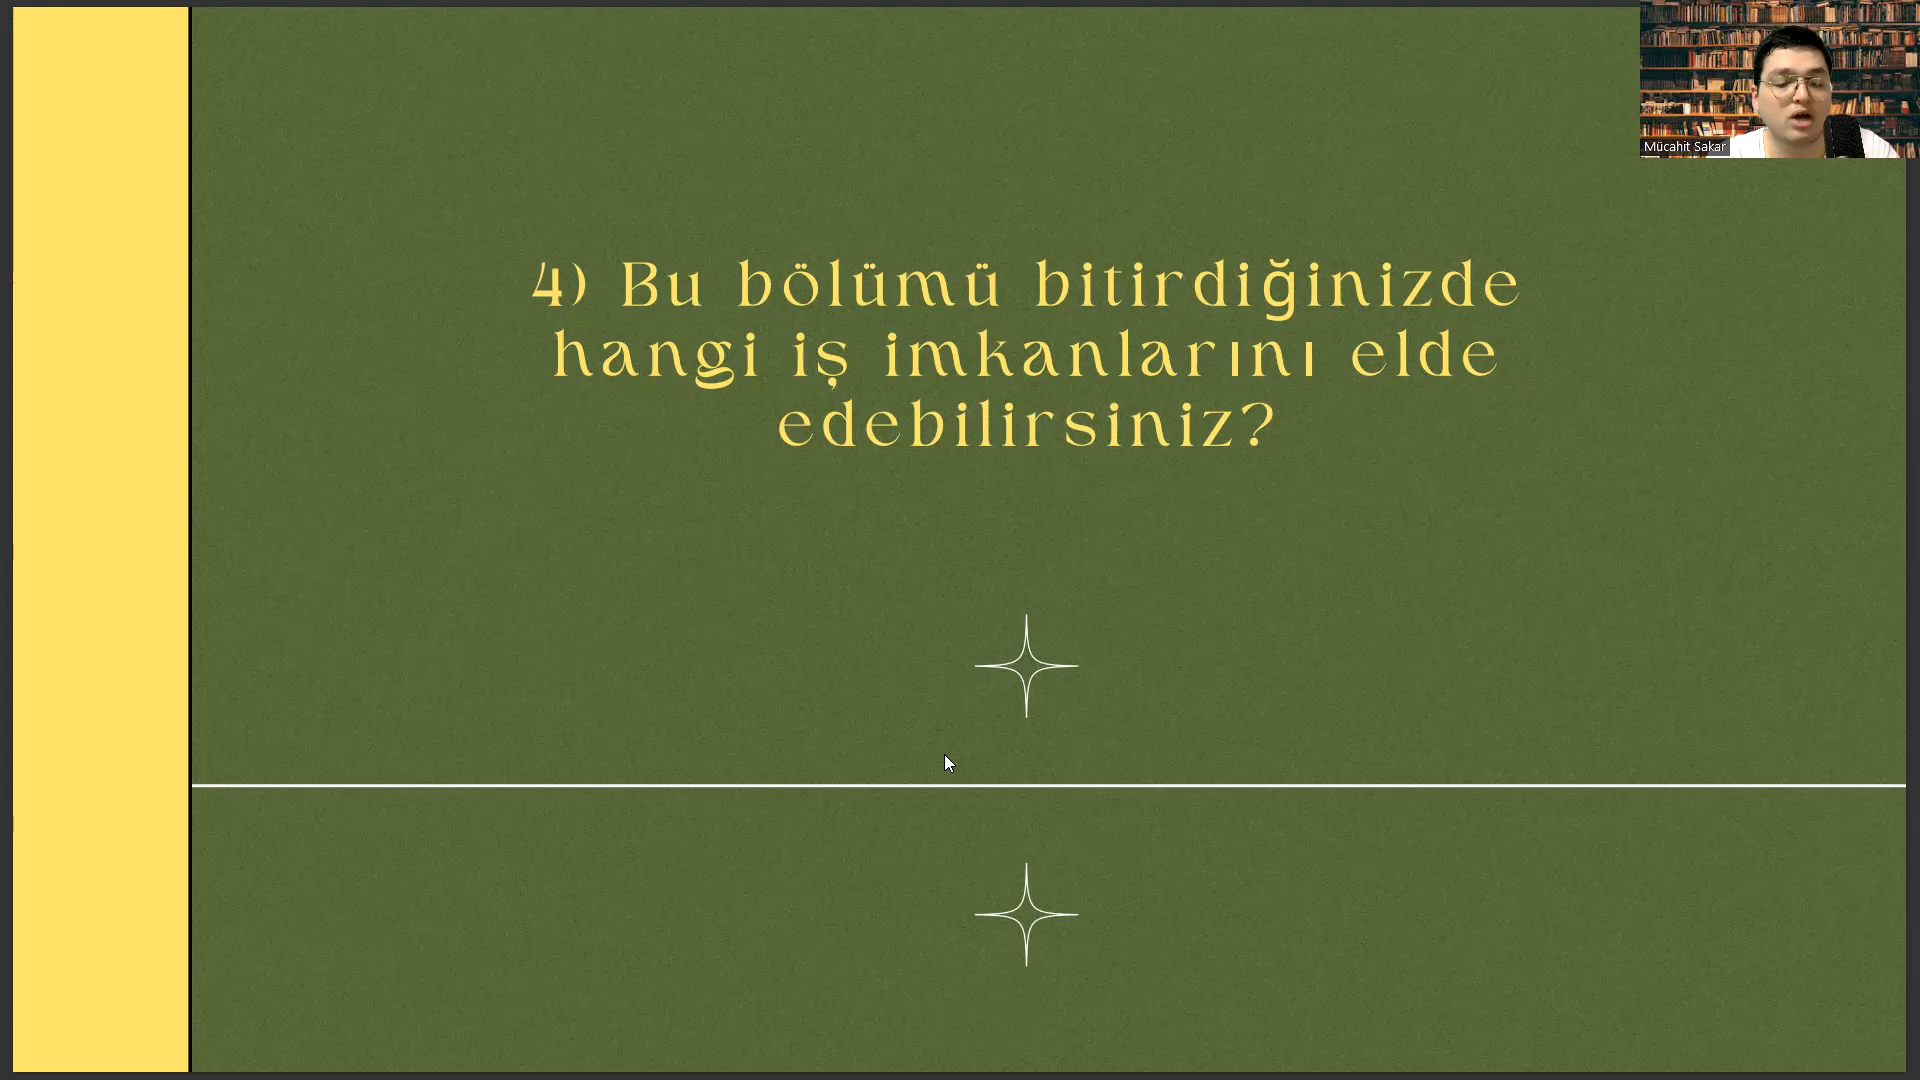 Mücahit Sakar
4) Bu bölümü bitirdiğinizde
hangi iş imkanlarını elde
edebilirsiniz?